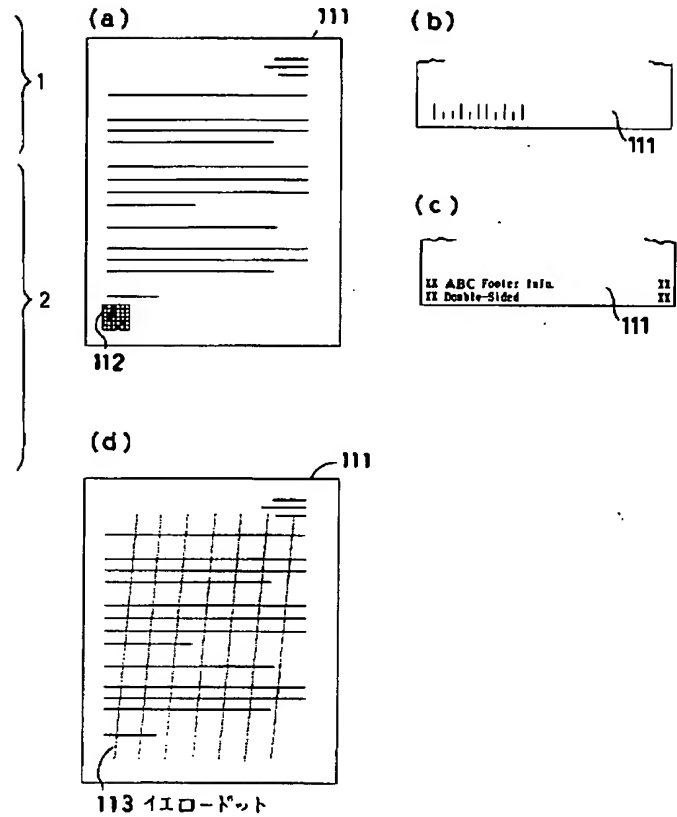 (a)
111
1
2
112
(b)
111
(c)
XX ABC Footer Info. XX
XX Double-Sided XX
111
(d)
111
113 イエロードット